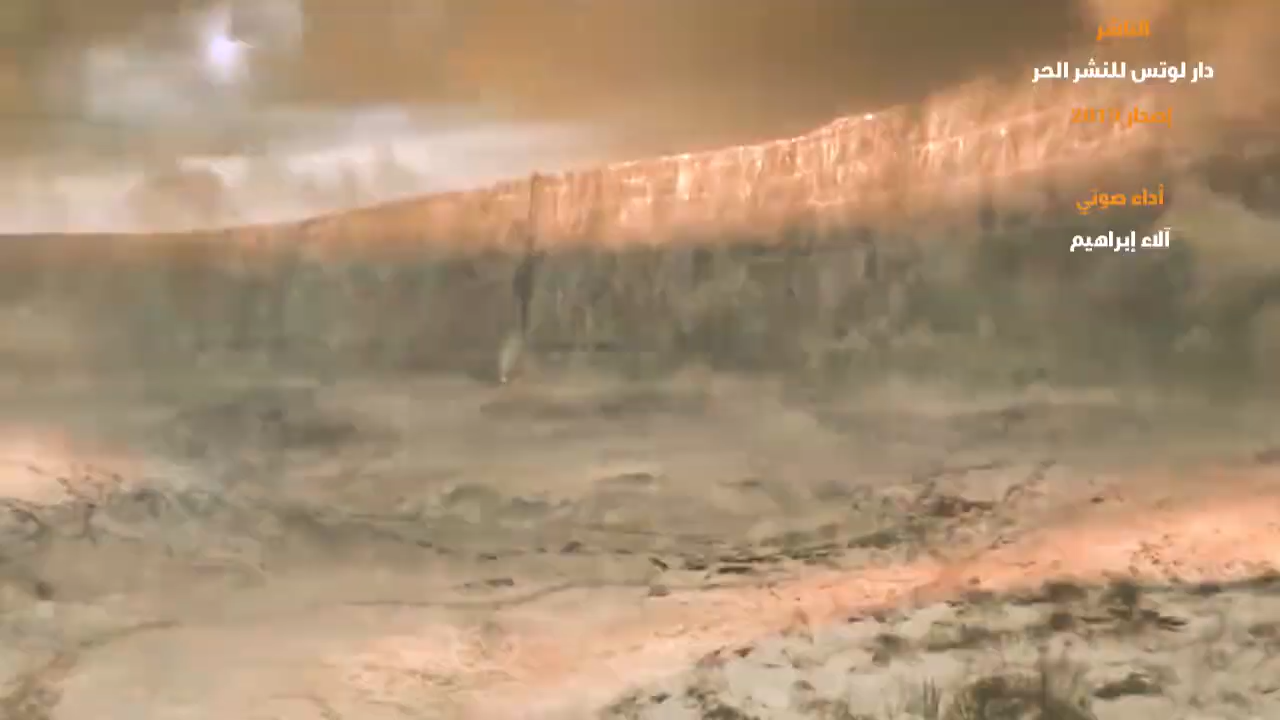 الناشر
دار لوتس للنشر الحر
إصدار
أداء صوتي
آلاء إبراهيم